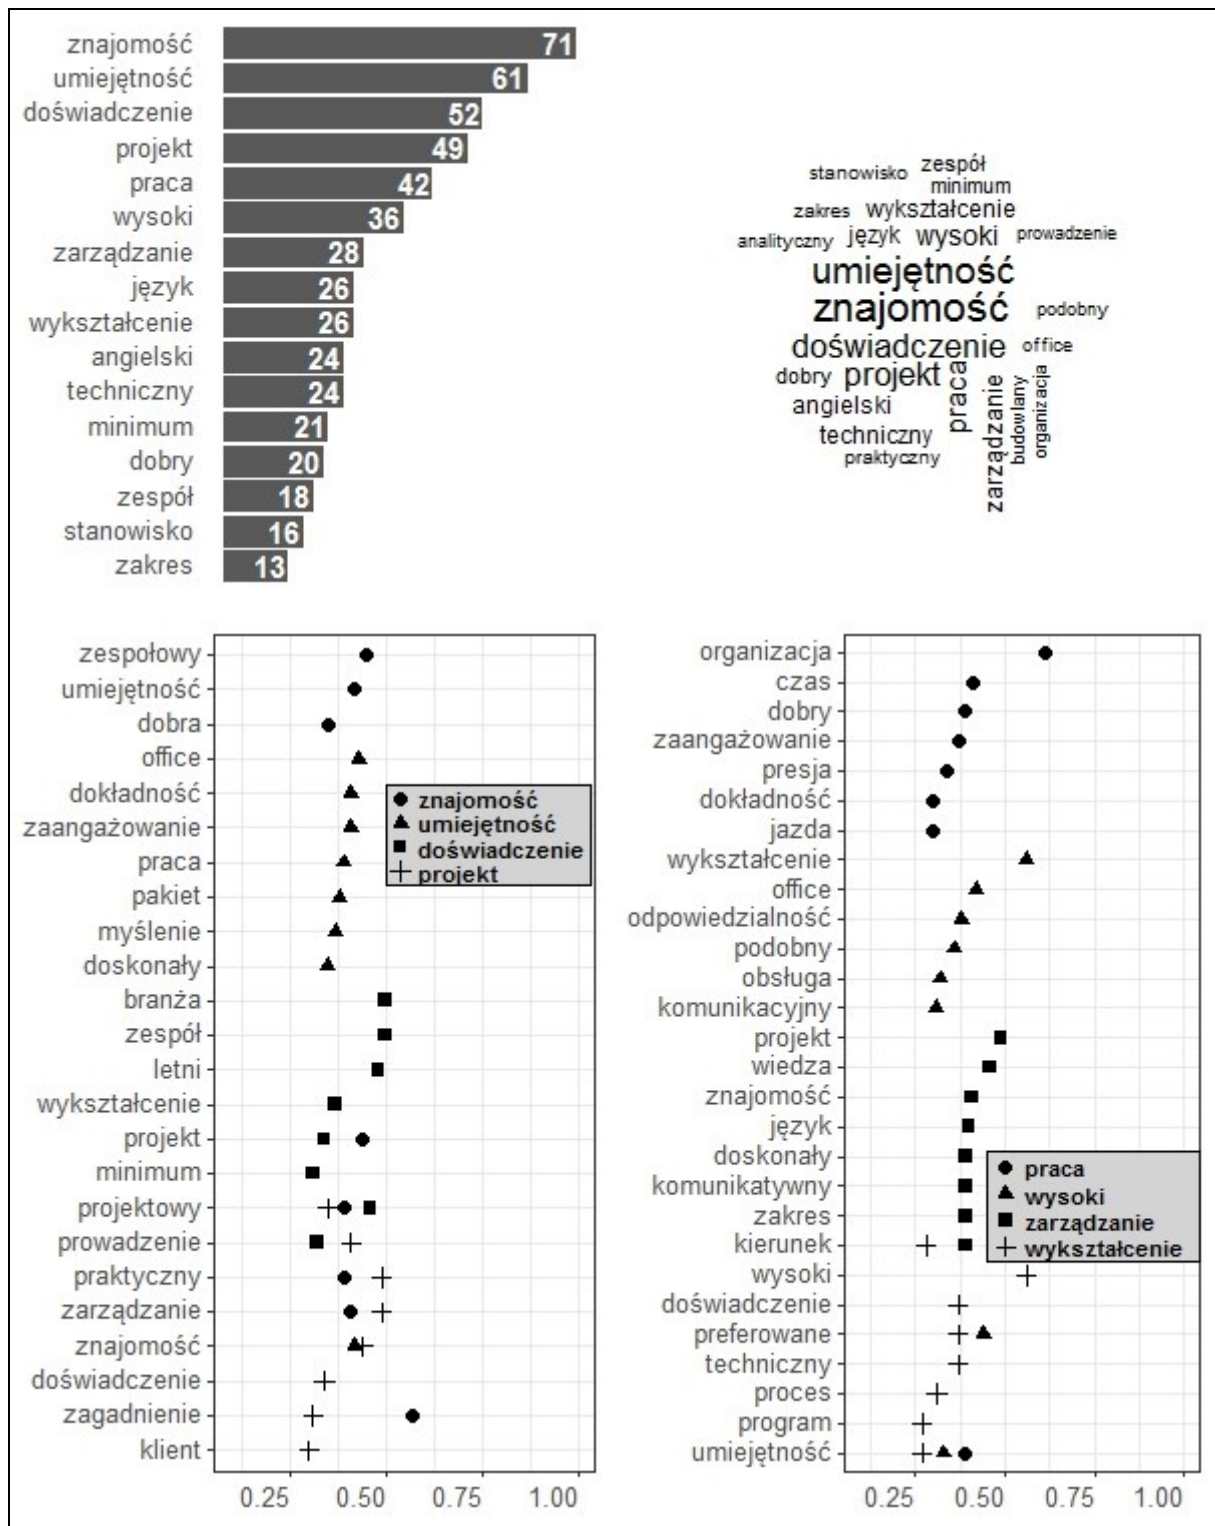 znajomość 71
umiejętność 61
doświadczenie 52
projekt 49
praca 42
wysoki 36
zarządzanie 28
język 26
wykształcenie 26
angielski 24
techniczny 24
minimum 21
dobry 20
zespół 18
stanowisko 16
zakres 13
stanowisko zespół
minimum
zakres wykształcenie
analityczny język wysoki prowadzenie
umiejętność
znajomość podobny
doświadczenie office
dobry projekt
angielski
techniczny
praktyczny
praca
zarządzanie
budowlany
organizacja
zespołowy
umiejętność
dobra
office
dokładność
zaangażowanie
praca
pakiet
myślenie
doskonały
branża
zespół
letni
wykształcenie
projekt
minimum
projektowy
prowadzenie
praktyczny
zarządzanie
znajomość
doświadczenie
zagadnienie
klient
znajomość
umiejętność
doświadczenie
projekt
0.25 0.50 0.75 1.00
organizacja
czas
dobry
zaangażowanie
presja
dokładność
jazda
wykształcenie
office
odpowiedzialność
podobny
obsługa
komunikacyjny
projekt
wiedza
znajomość
język
doskonały
komunikatywny
zakres
kierunek
wysoki
doświadczenie
preferowane
techniczny
proces
program
umiejętność
praca
wysoki
zarządzanie
wykształcenie
0.25 0.50 0.75 1.00